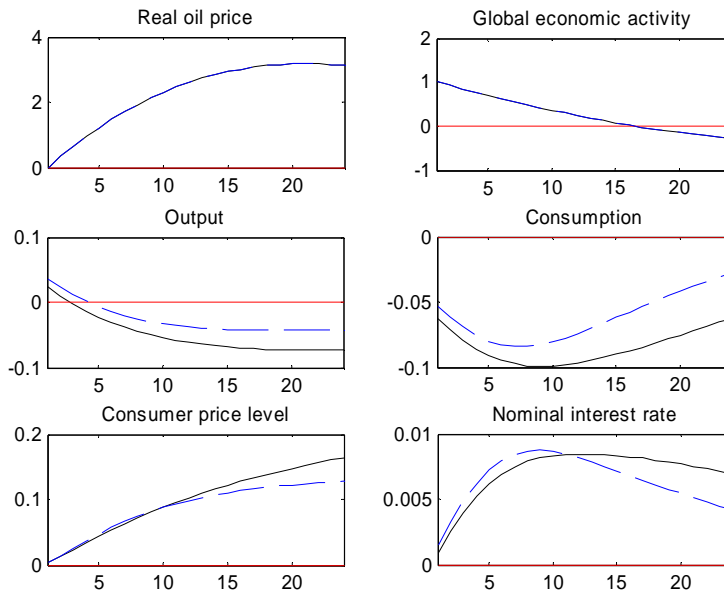 Real oil price
4
2
0
5 10 15 20
Global economic activity
2
1
0
-1
5 10 15 20
Output
0.1
0
-0.1
5 10 15 20
Consumption
0
-0.05
-0.1
5 10 15 20
Consumer price level
0.2
0.1
0
5 10 15 20
Nominal interest rate
0.01
0.005
0
5 10 15 20